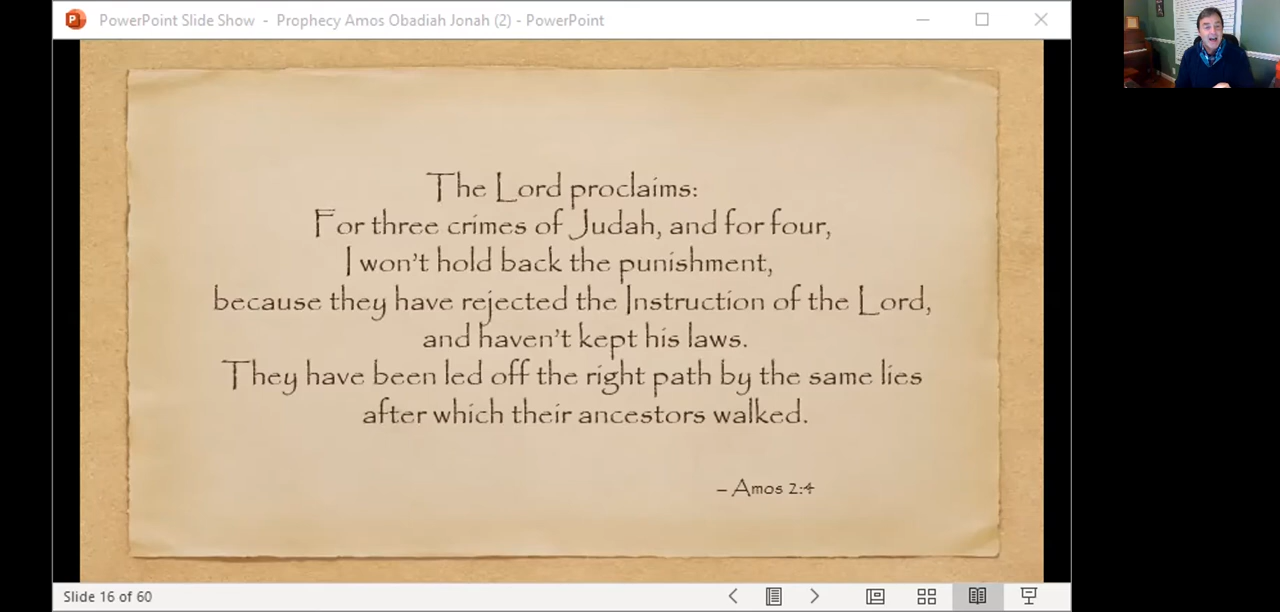 PowerPoint Slide Show - Prophecy Amos Obadiah Jonah (2) - PowerPoint
The Lord proclaims:
For three crimes of Judah, and for four,
I won't hold back the punishment,
because they have rejected the Instruction of the Lord,
and haven't kept his laws.
They have been led off the right path by the same lies
after which their ancestors walked.
– Amos 2:4
Slide 16 of 60